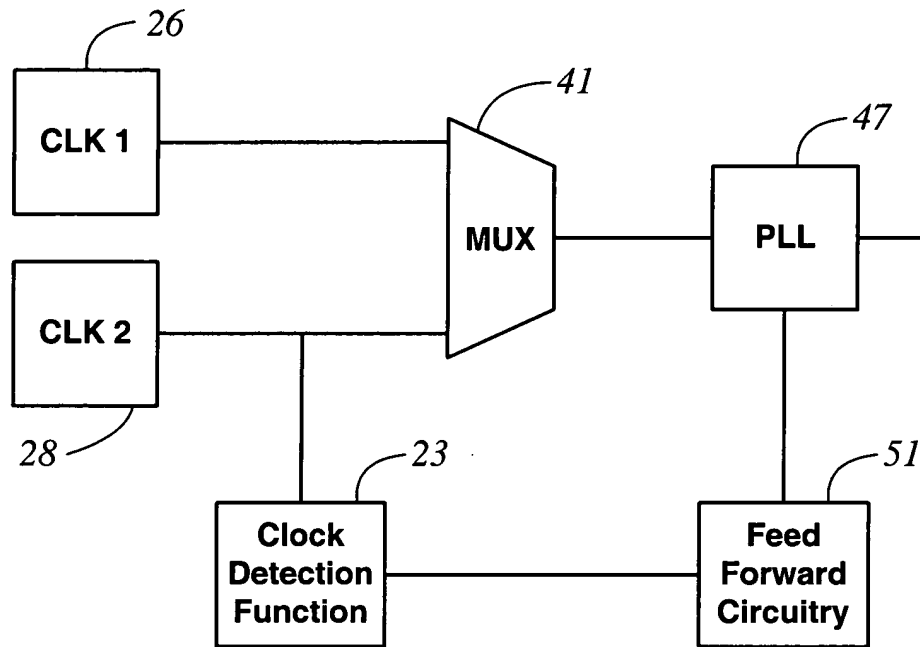 26
CLK 1
41
MUX
47
PLL
CLK 2
28
23
Clock
Detection
Function
51
Feed
Forward
Circuitry